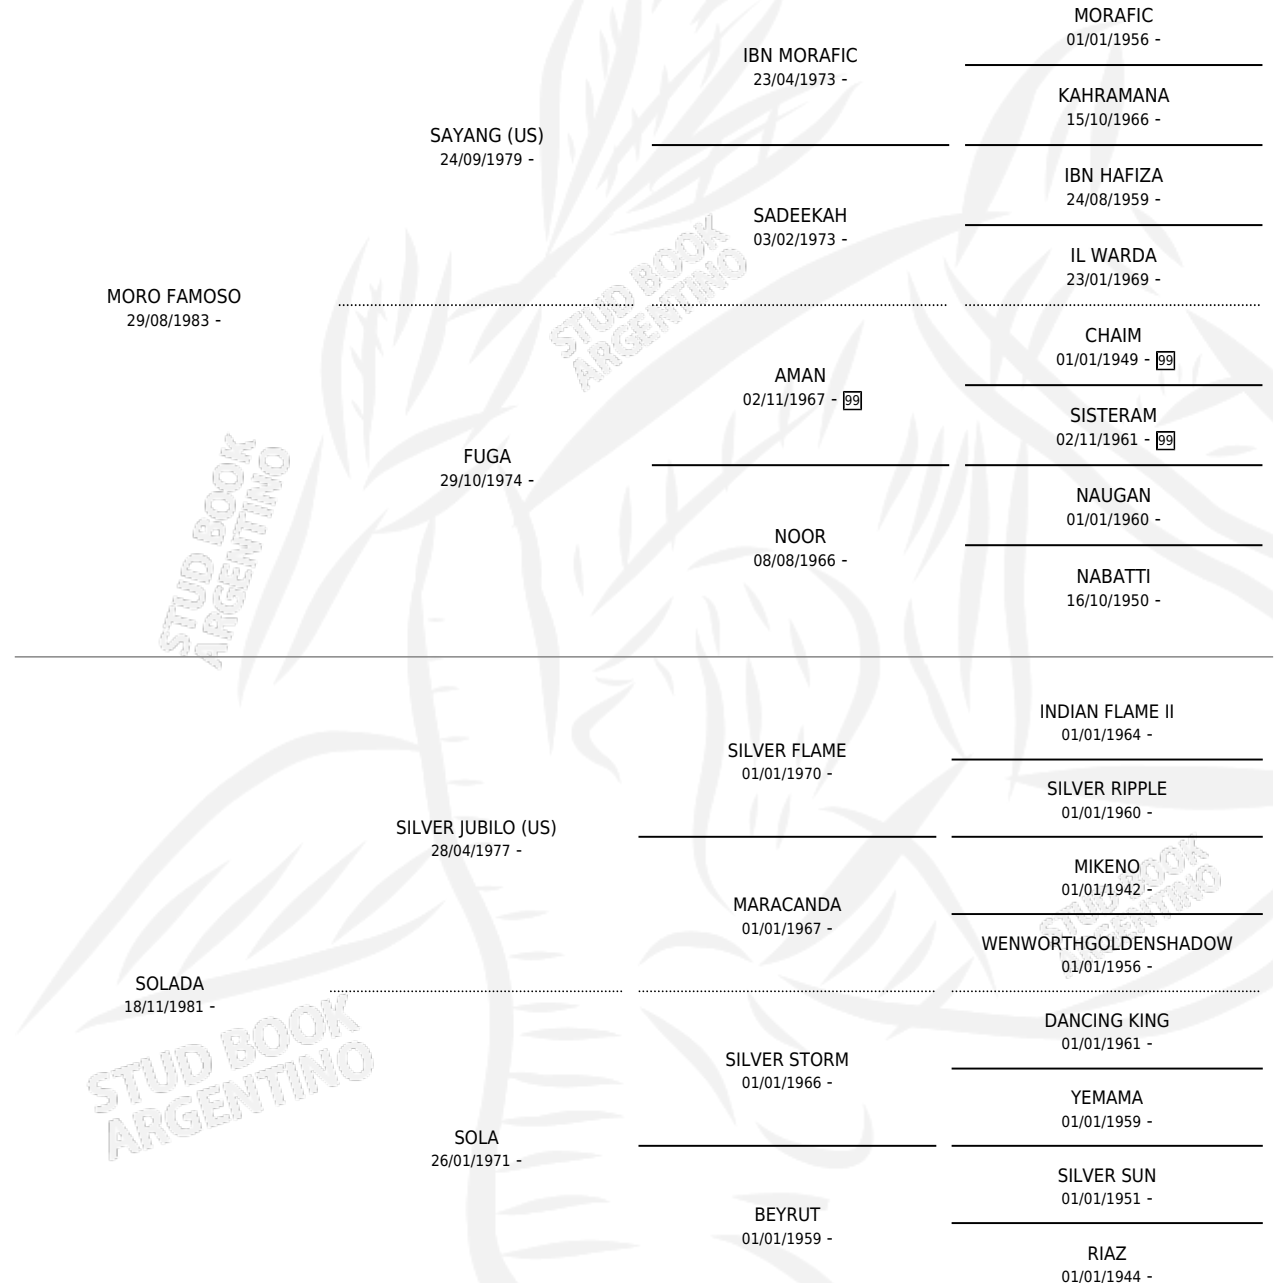 MORAFIC
01/01/1956 -
IBN MORAFIC
23/04/1973 -
KAHRAMANA
15/10/1966 -
SAYANG (US)
24/09/1979 -
IBN HAFIZA
24/08/1959 -
SADEEKAH
03/02/1973 -
IL WARDA
23/01/1969 -
MORO FAMOSO
29/08/1983 -
CHAIM
01/01/1949 - 99
AMAN
02/11/1967 - 99
SISTERAM
02/11/1961 - 99
FUGA
29/10/1974 -
NAUGAN
01/01/1960 -
NOOR
08/08/1966 -
NABATTI
16/10/1950 -
INDIAN FLAME II
01/01/1964 -
SILVER FLAME
01/01/1970 -
SILVER RIPPLE
01/01/1960 -
SILVER JUBILO (US)
28/04/1977 -
MIKENO
01/01/1942 -
MARACANDA
01/01/1967 -
WENWORTHGOLDENSHADOW
01/01/1956 -
SOLADA
18/11/1981 -
DANCING KING
01/01/1961 -
SILVER STORM
01/01/1966 -
YEMAMA
01/01/1959 -
SOLA
26/01/1971 -
SILVER SUN
01/01/1951 -
BEYRUT
01/01/1959 -
RIAZ
01/01/1944 -
STUD BOOK
ARGENTINO
STUD BOOK
ARGENTINO
STUD BOOK
ARGENTINO
STUD BOOK
ARGENTINO